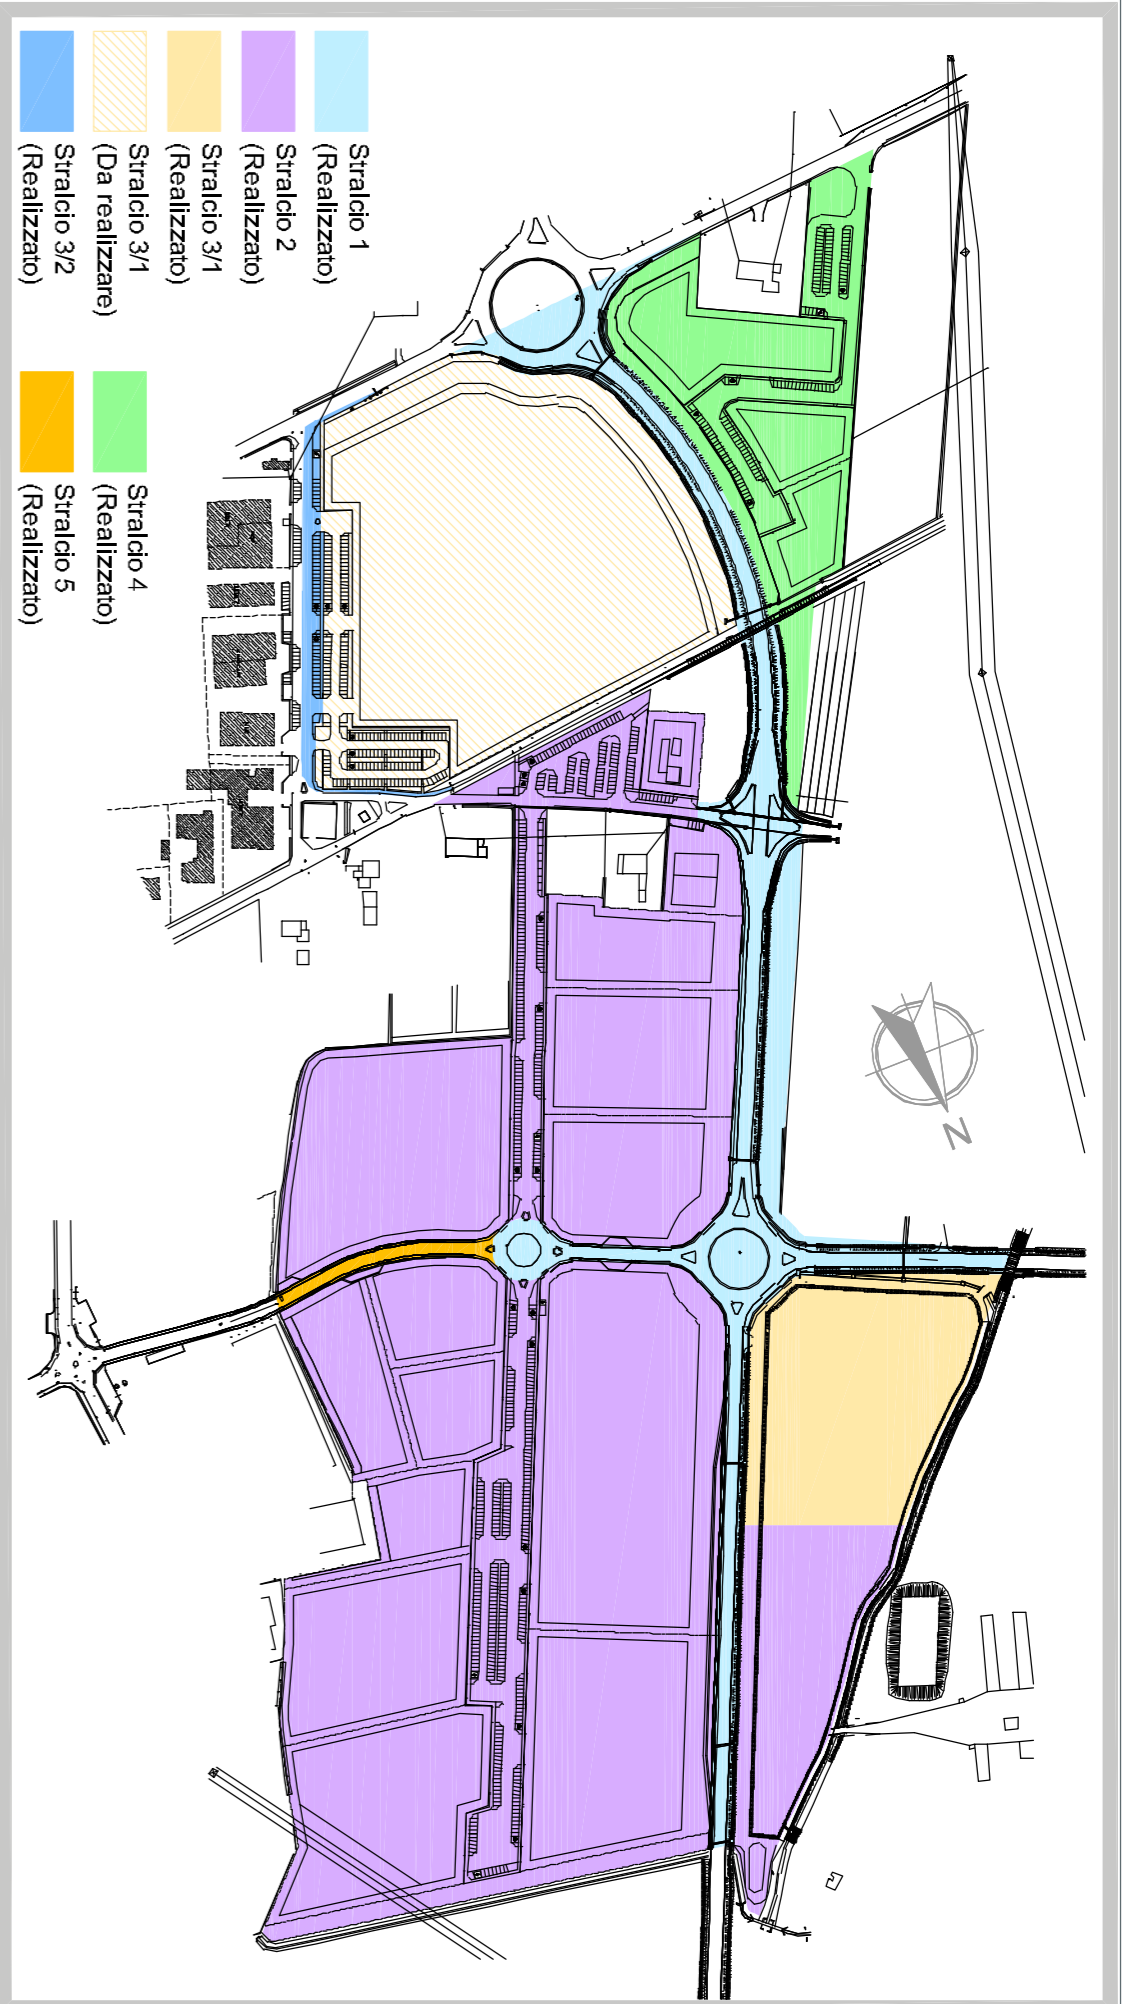 Stralcio 1
(Realizzato)
Stralcio 2
(Realizzato)
Stralcio 3/1
(Realizzato)
Stralcio 3/1
(Da realizzare)
Stralcio 3/2
(Realizzato)
Stralcio 4
(Realizzato)
Stralcio 5
(Realizzato)
N